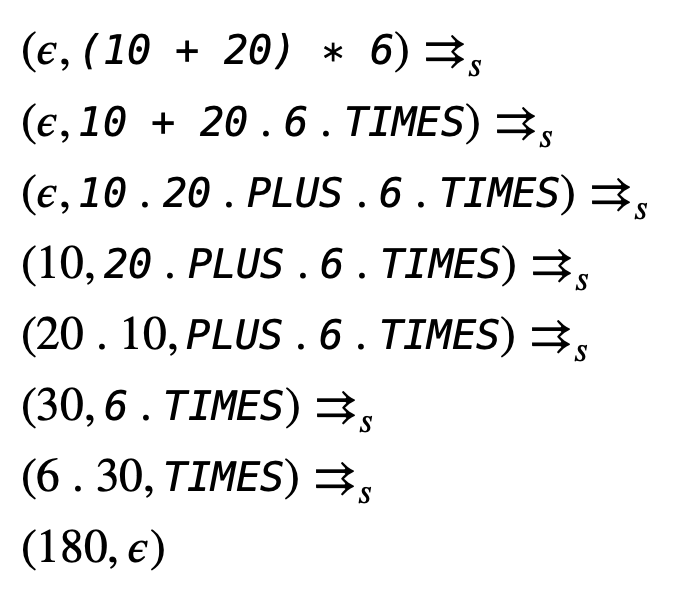 (ϵ, (10 + 20) * 6) ⇉s
(ϵ, 10 + 20 . 6 . TIMES) ⇉s
(ϵ, 10 . 20 . PLUS . 6 . TIMES) ⇉s
(10, 20 . PLUS . 6 . TIMES) ⇉s
(20 . 10, PLUS . 6 . TIMES) ⇉s
(30, 6 . TIMES) ⇉s
(6 . 30, TIMES) ⇉s
(180, ϵ)